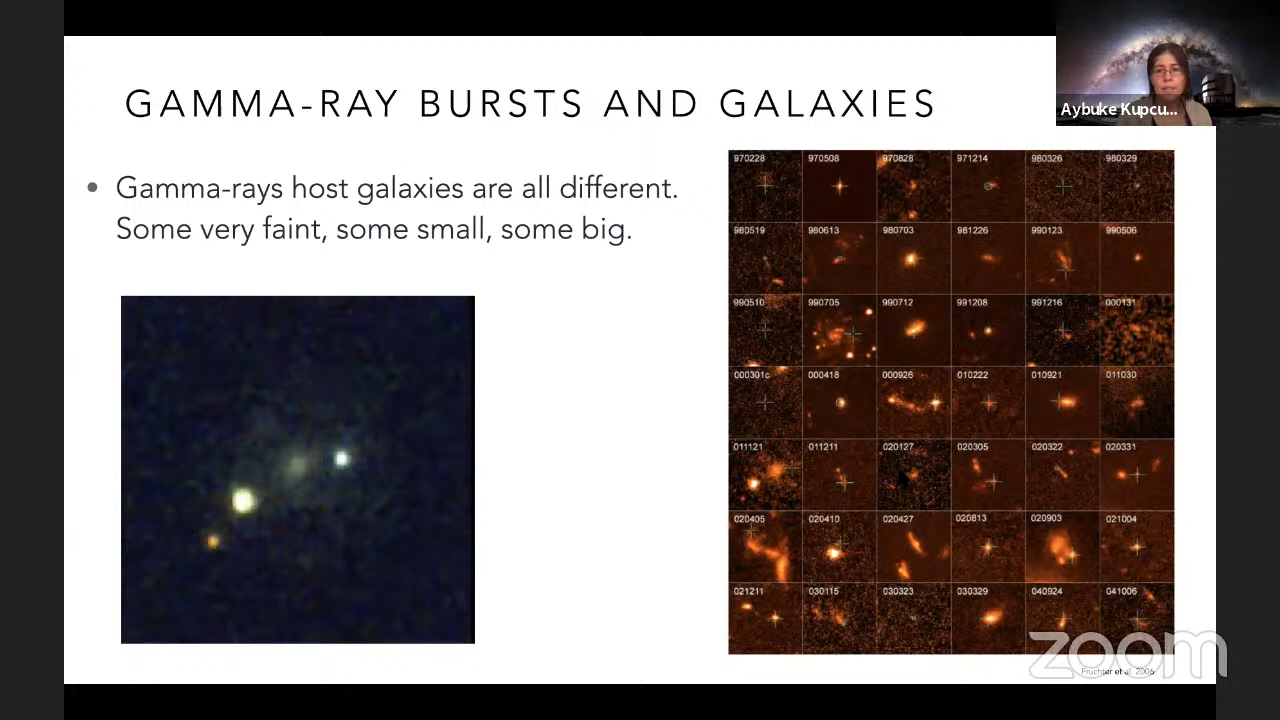 GAMMA-RAY BURSTS AND GALAXIES
Aybuke Kupcu...
• Gamma-rays host galaxies are all different.
Some very faint, some small, some big.
970228 970508 970828 971214 980326 980329
980519 980613 980703 981226 990123 990506
990510 990705 990712 991208 991216 000131
000301c 000418 000926 010222 010921 011030
011121 011211 020127 020305 020322 020331
020405 020410 020427 020813 020903 021004
021211 030115 030323 030329 040924 041006
zoom
Fruchter et al. 2006